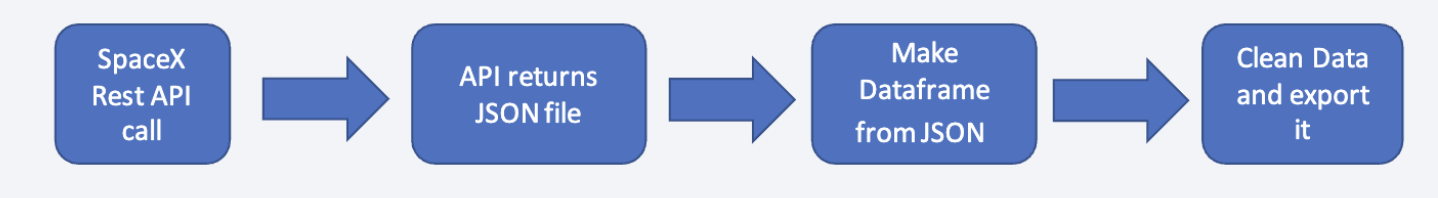 SpaceX
Rest API
call
API returns
JSON file
Make
Dataframe
from JSON
Clean Data
and export
it